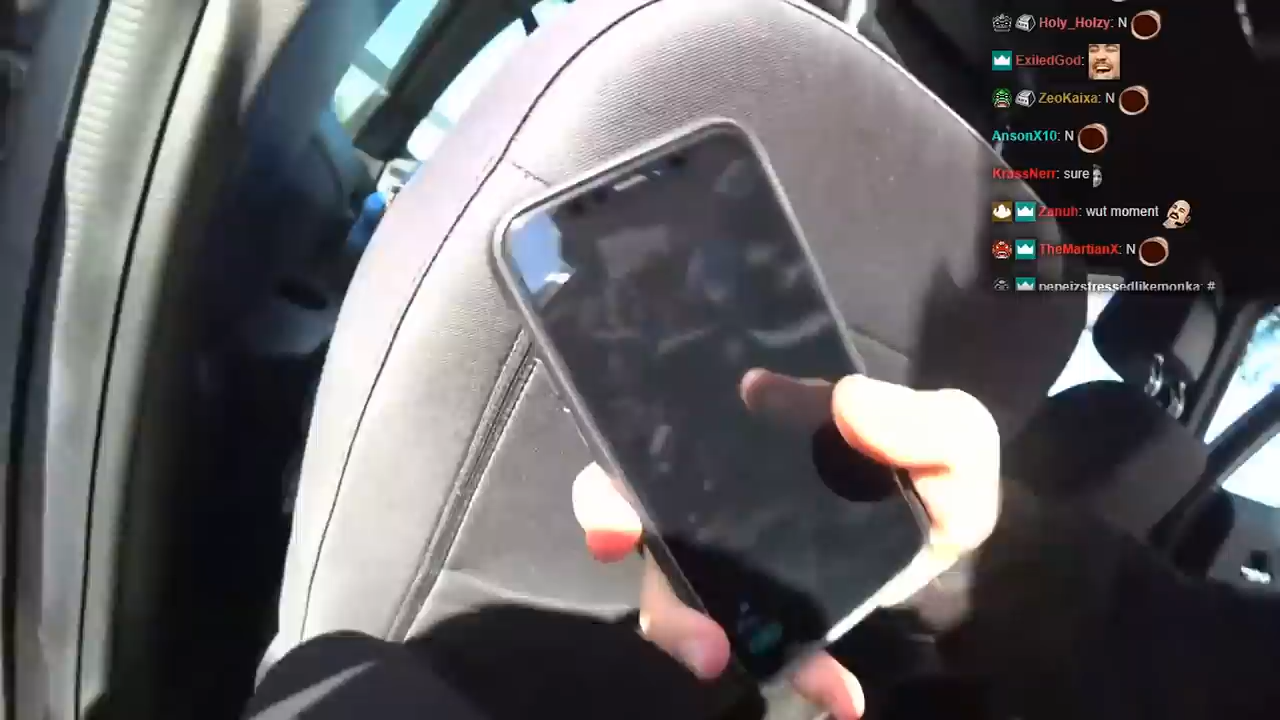 Holy_Holzy: N
ExiledGod:
ZeoKaixa: N
AnsonX10: N
KrassNerr: sure
Zanuh: wut moment
TheMartianX: N
pepeizstressedlikemonka: #